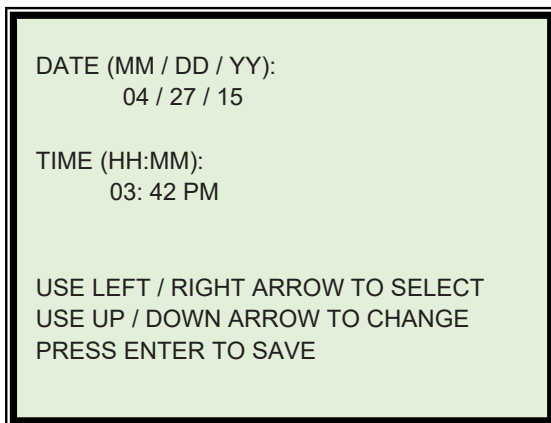 DATE (MM / DD / YY):
04 / 27 / 15
TIME (HH:MM):
03: 42 PM
USE LEFT / RIGHT ARROW TO SELECT
USE UP / DOWN ARROW TO CHANGE
PRESS ENTER TO SAVE